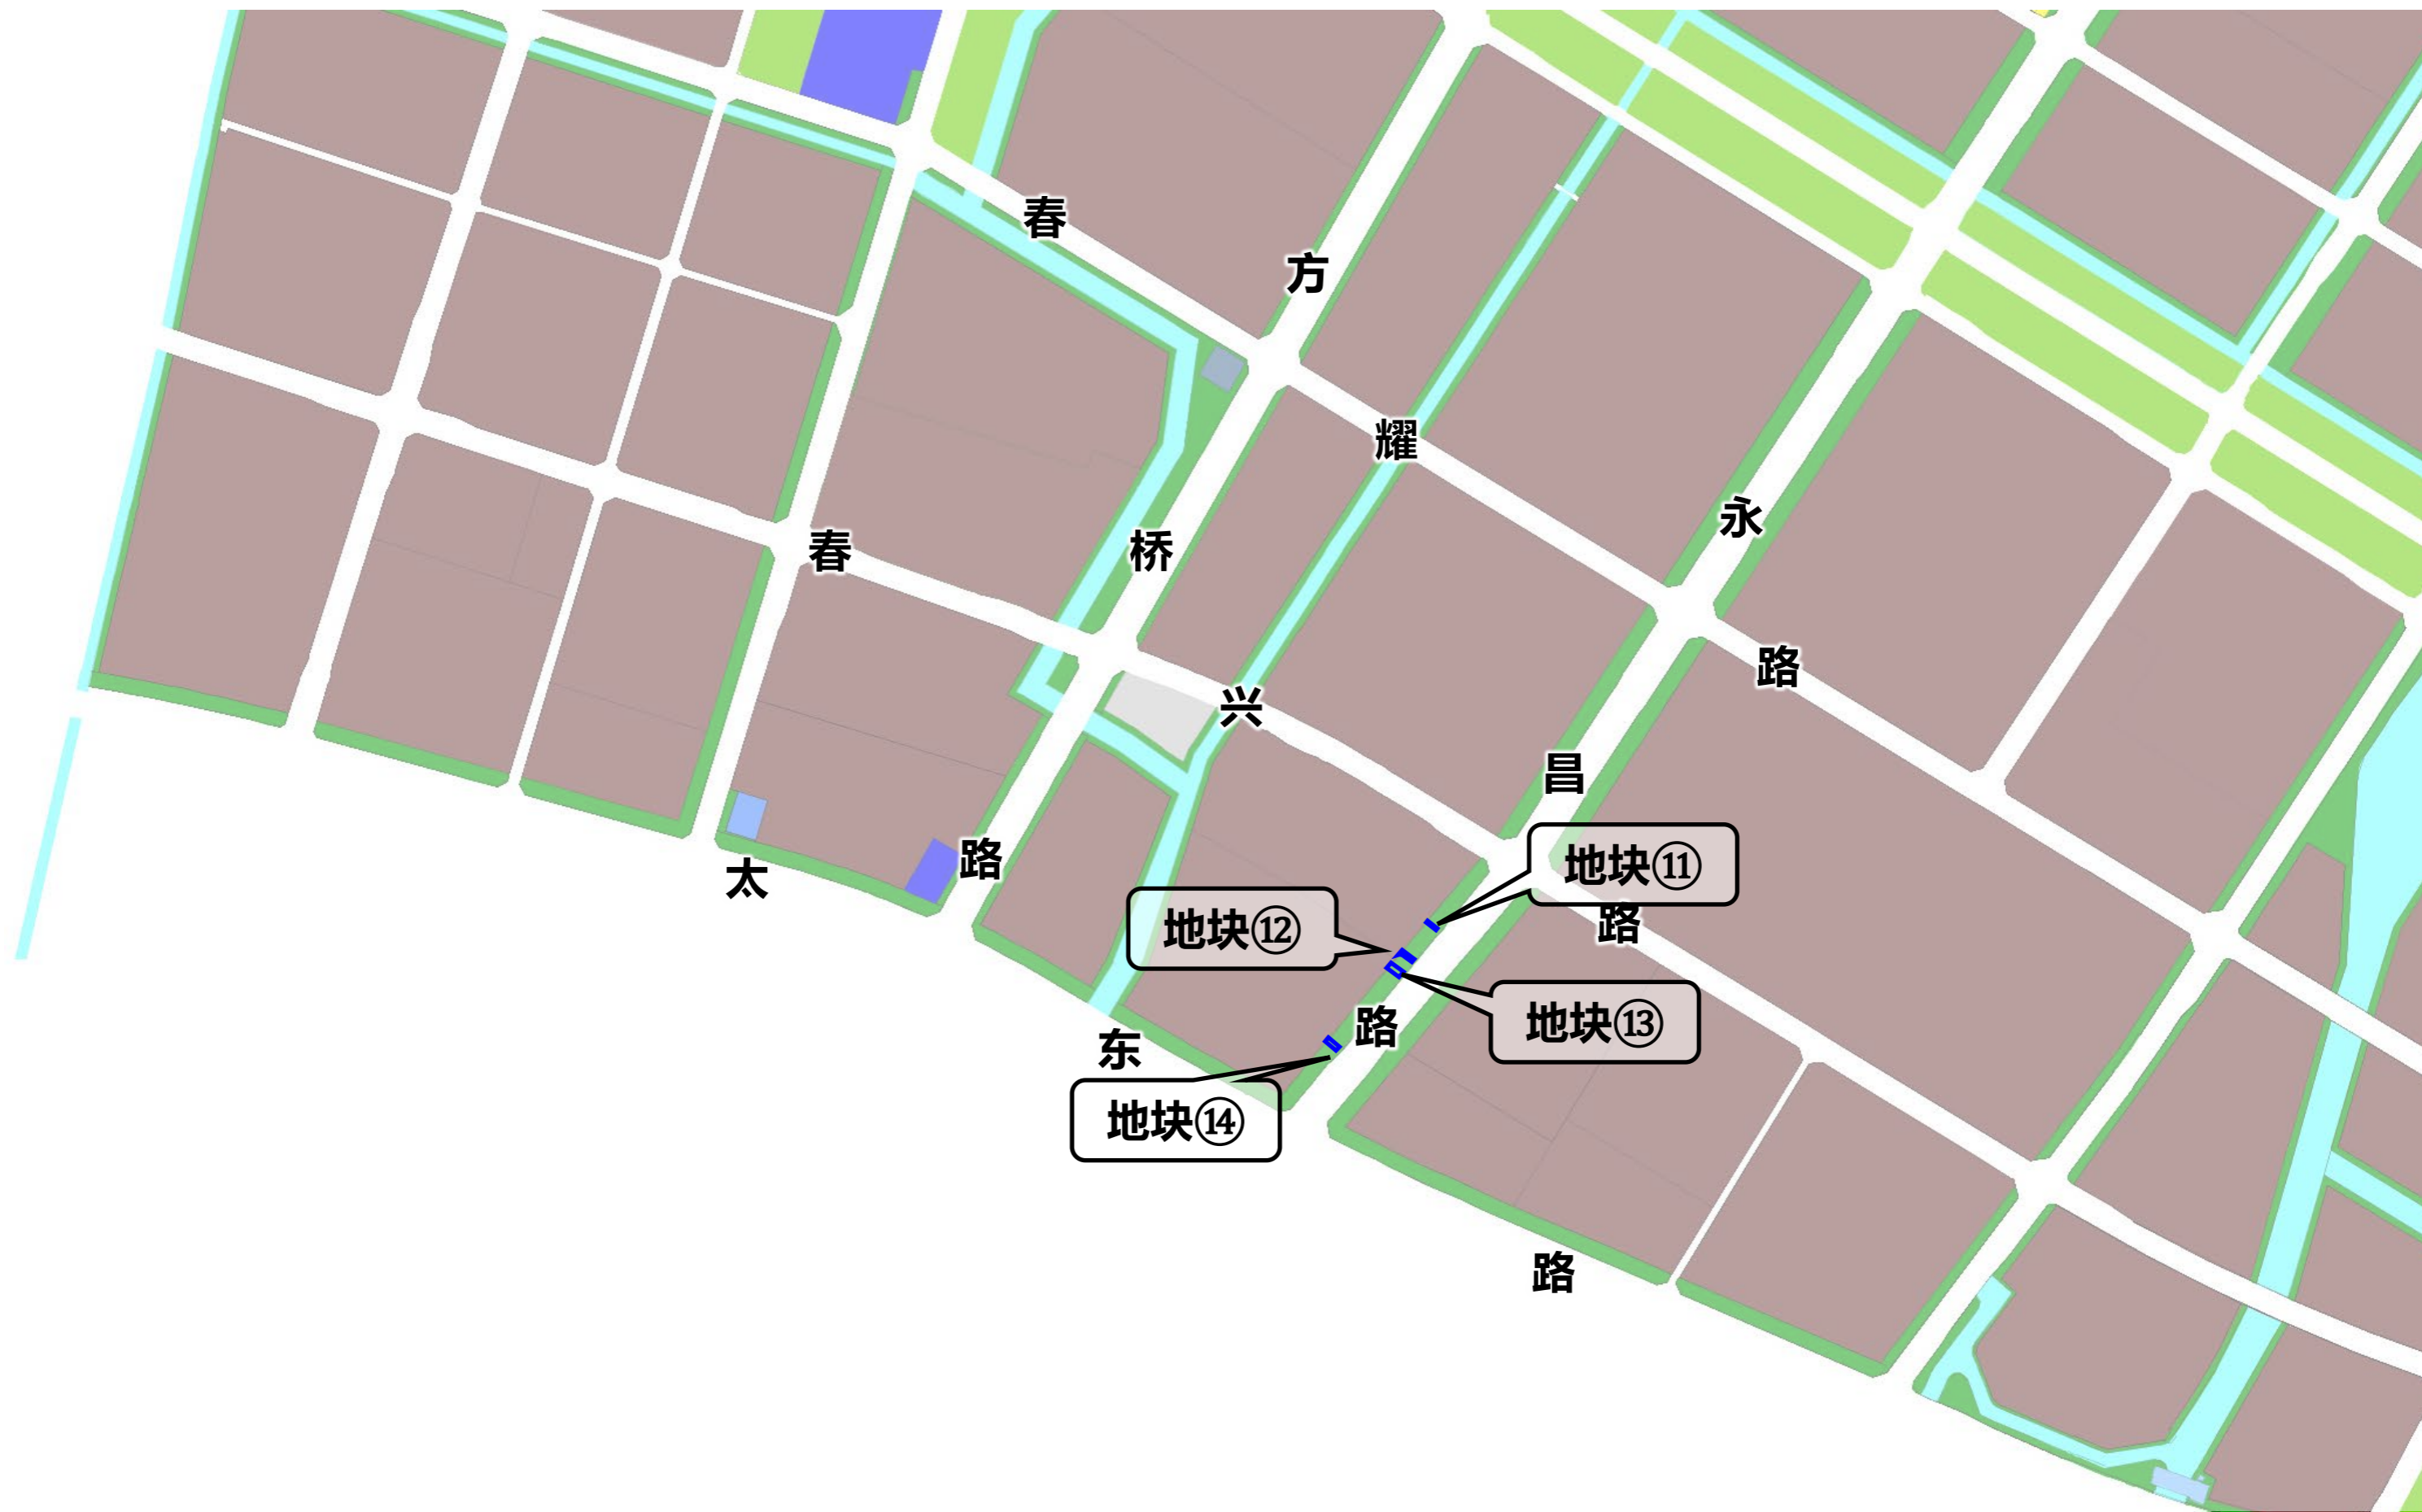 春
方
耀
永
春
桥
路
兴
昌
路
太
地块⑪
地块⑫
路
地块⑬
路
东
地块⑭
路